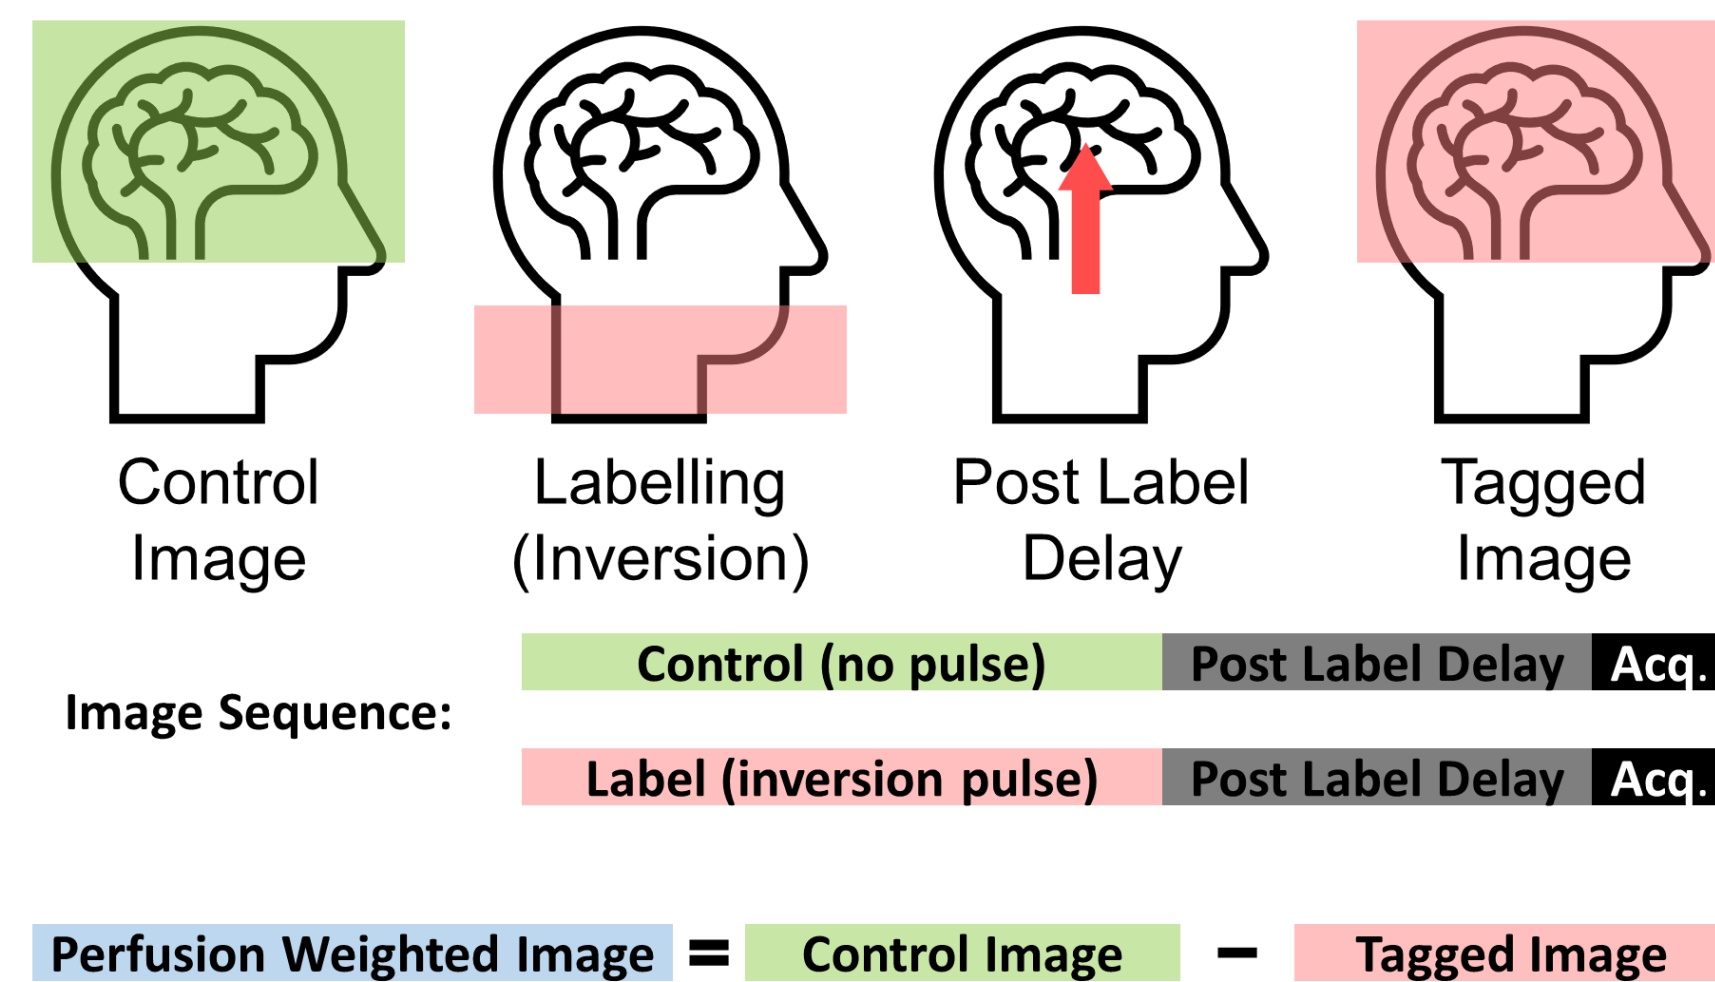 Control
Image
Labelling
(Inversion)
Post Label
Delay
Tagged
Image
Image Sequence:
Control (no pulse) Post Label Delay Acq.
Label (inversion pulse) Post Label Delay Acq.
Perfusion Weighted Image = Control Image − Tagged Image